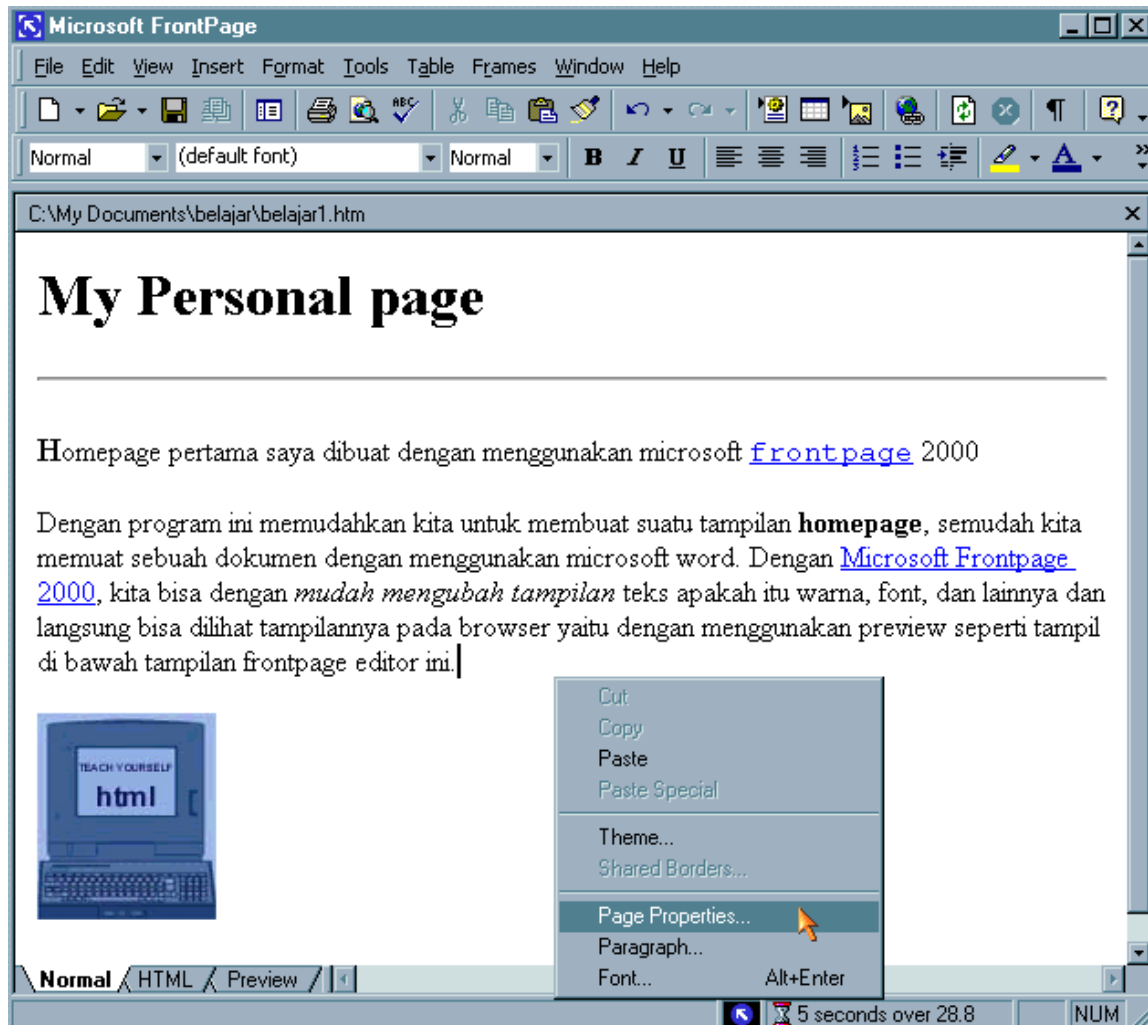 Microsoft FrontPage
File Edit View Insert Format Tools Table Frames Window Help
ABC
Normal (default font) Normal B I U A
C:\My Documents\belajar\belajar1.htm
My Personal page
Homepage pertama saya dibuat dengan menggunakan microsoft frontpage 2000
Dengan program ini memudahkan kita untuk membuat suatu tampilan homepage, semudah kita
memuat sebuah dokumen dengan menggunakan microsoft word. Dengan Microsoft Frontpage
2000, kita bisa dengan mudah mengubah tampilan teks apakah itu warna, font, dan lainnya dan
langsung bisa dilihat tampilannya pada browser yaitu dengan menggunakan preview seperti tampil
di bawah tampilan frontpage editor ini.
TEACH YOURSELF
html
Cut
Copy
Paste
Paste Special
Theme...
Shared Borders...
Page Properties...
Paragraph...
Font... Alt+Enter
Normal HTML Preview
5 seconds over 28.8 NUM